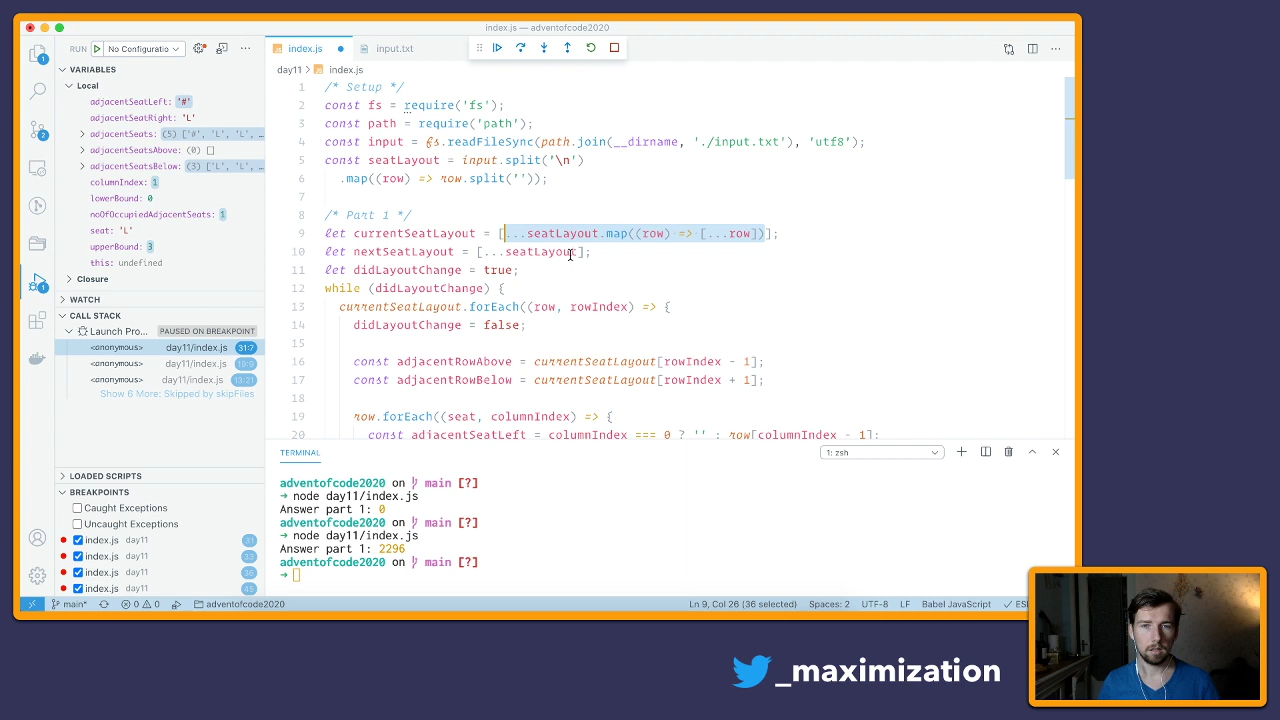 index.js — adventofcode2020
RUN No Configuratio
index.js
input.txt
VARIABLES
Local
adjacentSeatLeft: '#'
adjacentSeatRight: 'L'
adjacentSeats: (5) ['#', 'L', 'L', …
adjacentSeatsAbove: (0) []
adjacentSeatsBelow: (3) ['L', 'L', …
columnIndex: 1
lowerBound: 0
noOfOccupiedAdjacentSeats: 1
seat: 'L'
upperBound: 3
this: undefined
Closure
WATCH
CALL STACK
Launch Pro... PAUSED ON BREAKPOINT
<anonymous> day11/index.js 31:7
<anonymous> day11/index.js 19:9
<anonymous> day11/index.js 13:21
Show 6 More: Skipped by skipFiles
LOADED SCRIPTS
BREAKPOINTS
Caught Exceptions
Uncaught Exceptions
index.js day11 31
index.js day11 33
index.js day11 36
index.js day11 45
day11 > index.js
1 /* Setup */
2 const fs = require('fs');
3 const path = require('path');
4 const input = fs.readFileSync(path.join(__dirname, './input.txt'), 'utf8');
5 const seatLayout = input.split('\n')
6 .map((row) => row.split(''));
7
8 /* Part 1 */
9 let currentSeatLayout = [...seatLayout.map((row) => [...row])];
10 let nextSeatLayout = [...seatLayout];
11 let didLayoutChange = true;
12 while (didLayoutChange) {
13 currentSeatLayout.forEach((row, rowIndex) => {
14 didLayoutChange = false;
15
16 const adjacentRowAbove = currentSeatLayout[rowIndex - 1];
17 const adjacentRowBelow = currentSeatLayout[rowIndex + 1];
18
19 row.forEach((seat, columnIndex) => {
20 const adjacentSeatLeft = columnIndex === 0 ? '' : row[columnIndex - 1];
TERMINAL
1: zsh
adventofcode2020 on main [?]
➜ node day11/index.js
Answer part 1: 0
adventofcode2020 on main [?]
➜ node day11/index.js
Answer part 1: 2296
adventofcode2020 on main [?]
➜
main* 0 0 adventofcode2020
Ln 9, Col 26 (36 selected) Spaces: 2 UTF-8 LF Babel JavaScript
_maximization